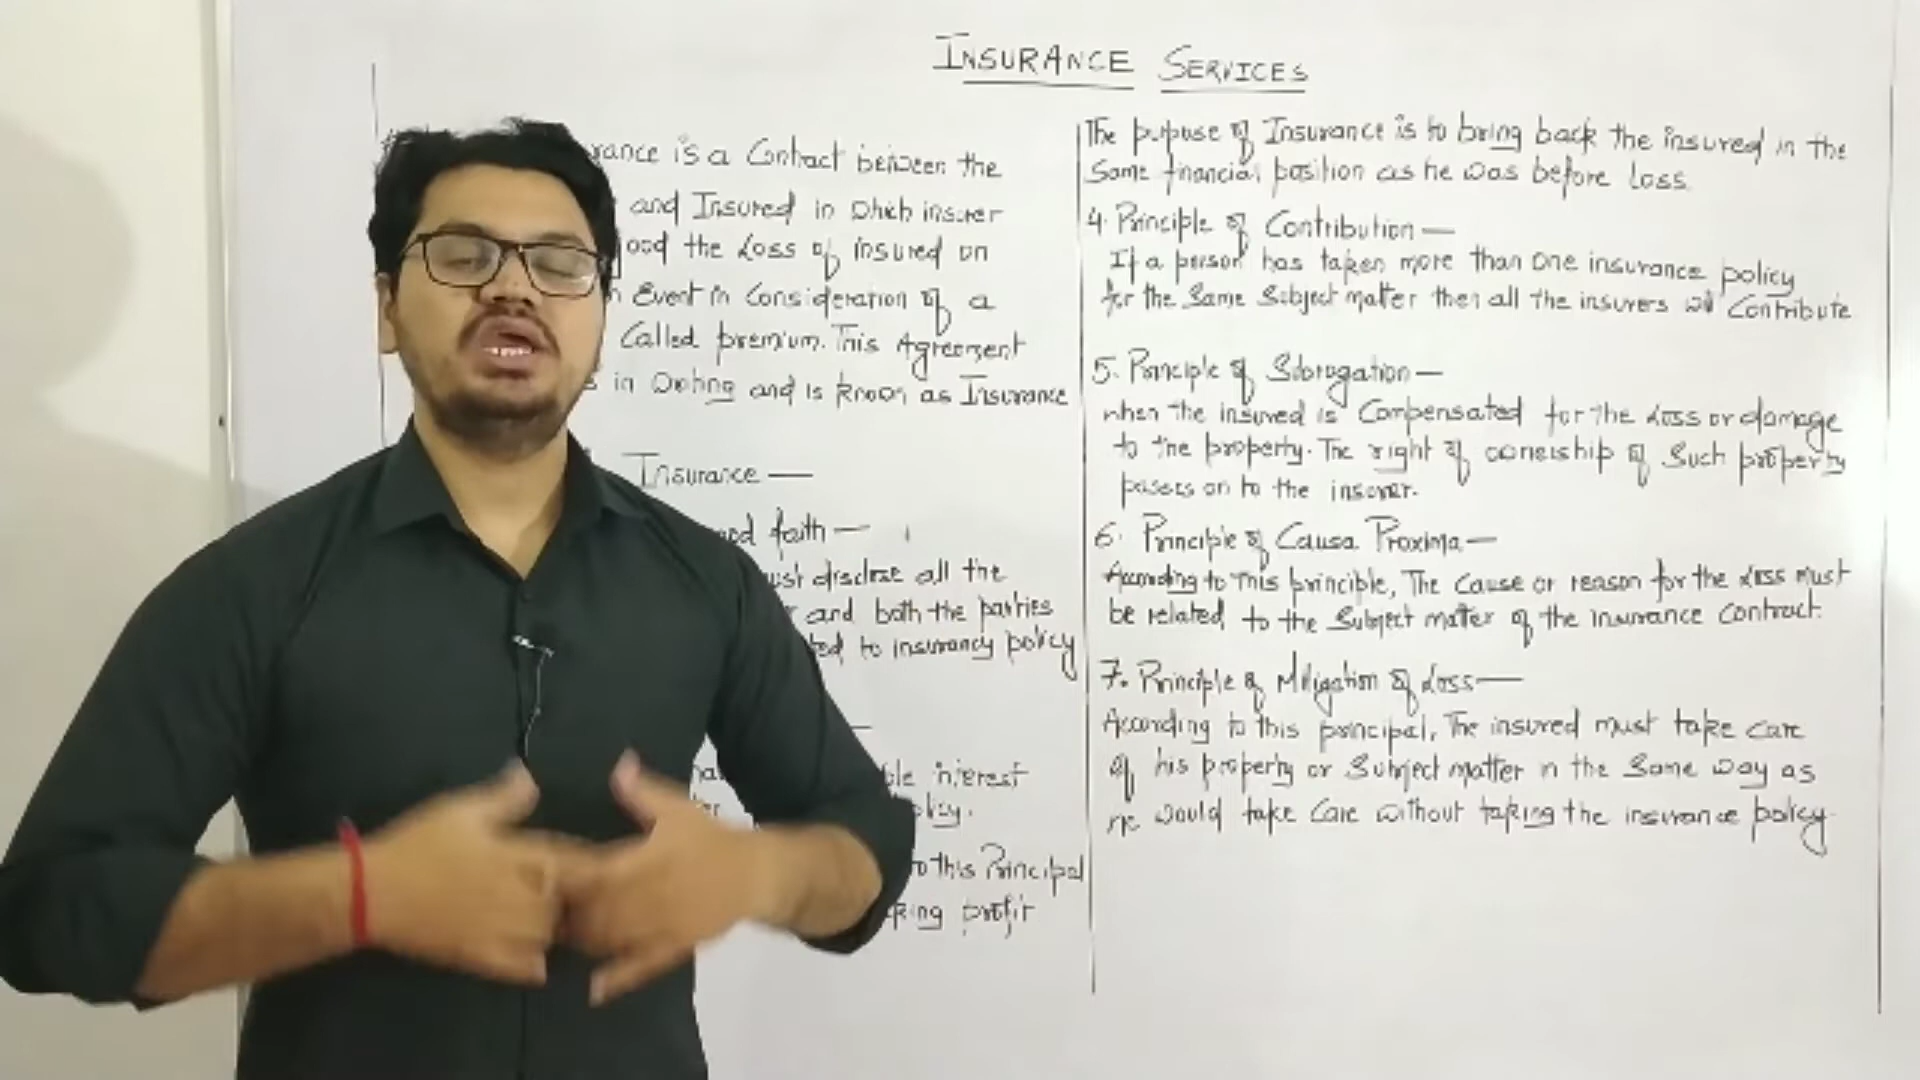 INSURANCE SERVICES
rance is a Contract between the
and Insured in which insurer
good the Loss of insured on
n Event in Consideration of a
Called premium. This Agreement
s in Writing and is known as Insurance
Insurance —
ood faith —
ust disclose all the
and both the parties
ted to insurancy policy
ble interest
olicy.
to this Principal
king profit
The purpose of Insurance is to bring back the insured in the
Same financial position as he was before Loss.
4. Principle of Contribution —
If a person has taken more than one insurance policy
for the Same Subject matter then all the insurers will Contribute
5. Principle of Subrogation —
when the insured is Compensated for the Loss or damage
to the property. The right of ownership of Such property
passes on to the insurer.
6. Principle of Causa Proxima —
According to This principle, The Cause or reason for the Loss Must
be related to the Subject matter of the Insurance Contract.
7. Principle of Mitigation of Loss —
According to this principal, The insured must take Care
of his property or Subject matter in the Same way as
he would take Care without taking the insurance policy.